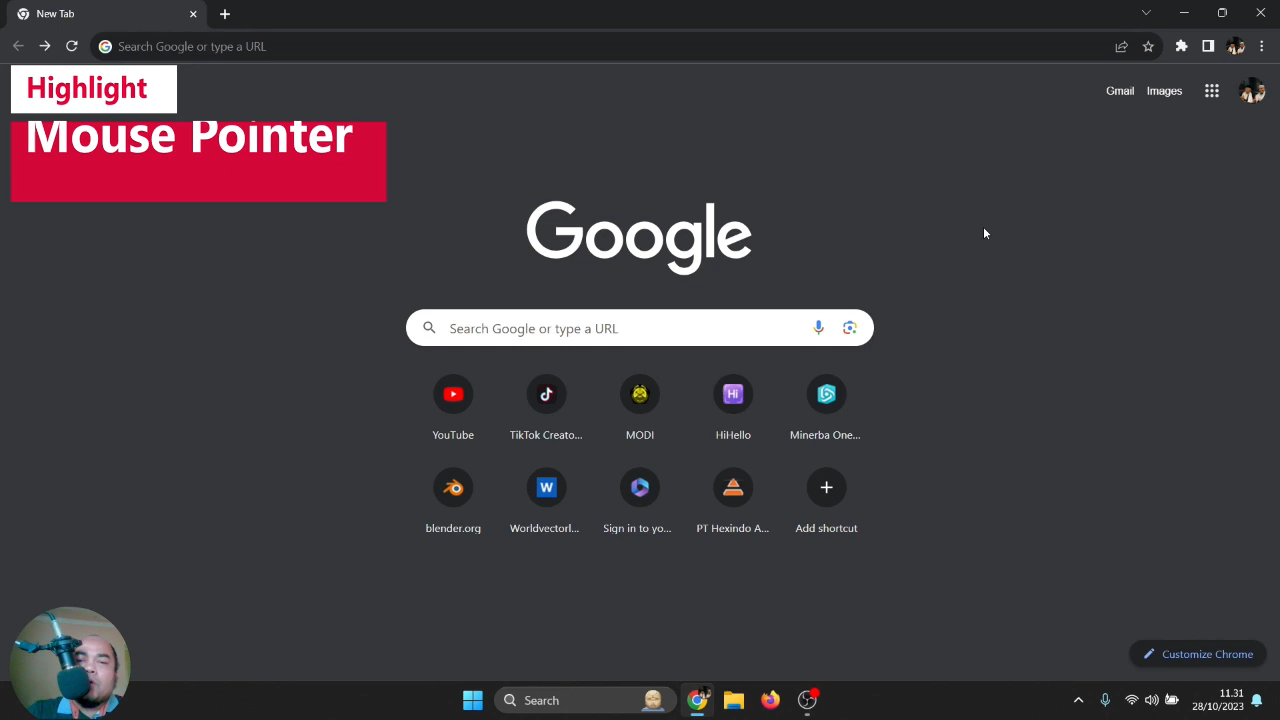 New Tab
Search Google or type a URL
Highlight
Mouse Pointer
Gmail Images
Google
Search Google or type a URL
YouTube TikTok Creato... MODI HiHello Minerba One...
Hi
blender.org Worldvectorl... Sign in to yo... PT Hexindo A... Add shortcut
W
Customize Chrome
Search
11.31
28/10/2023